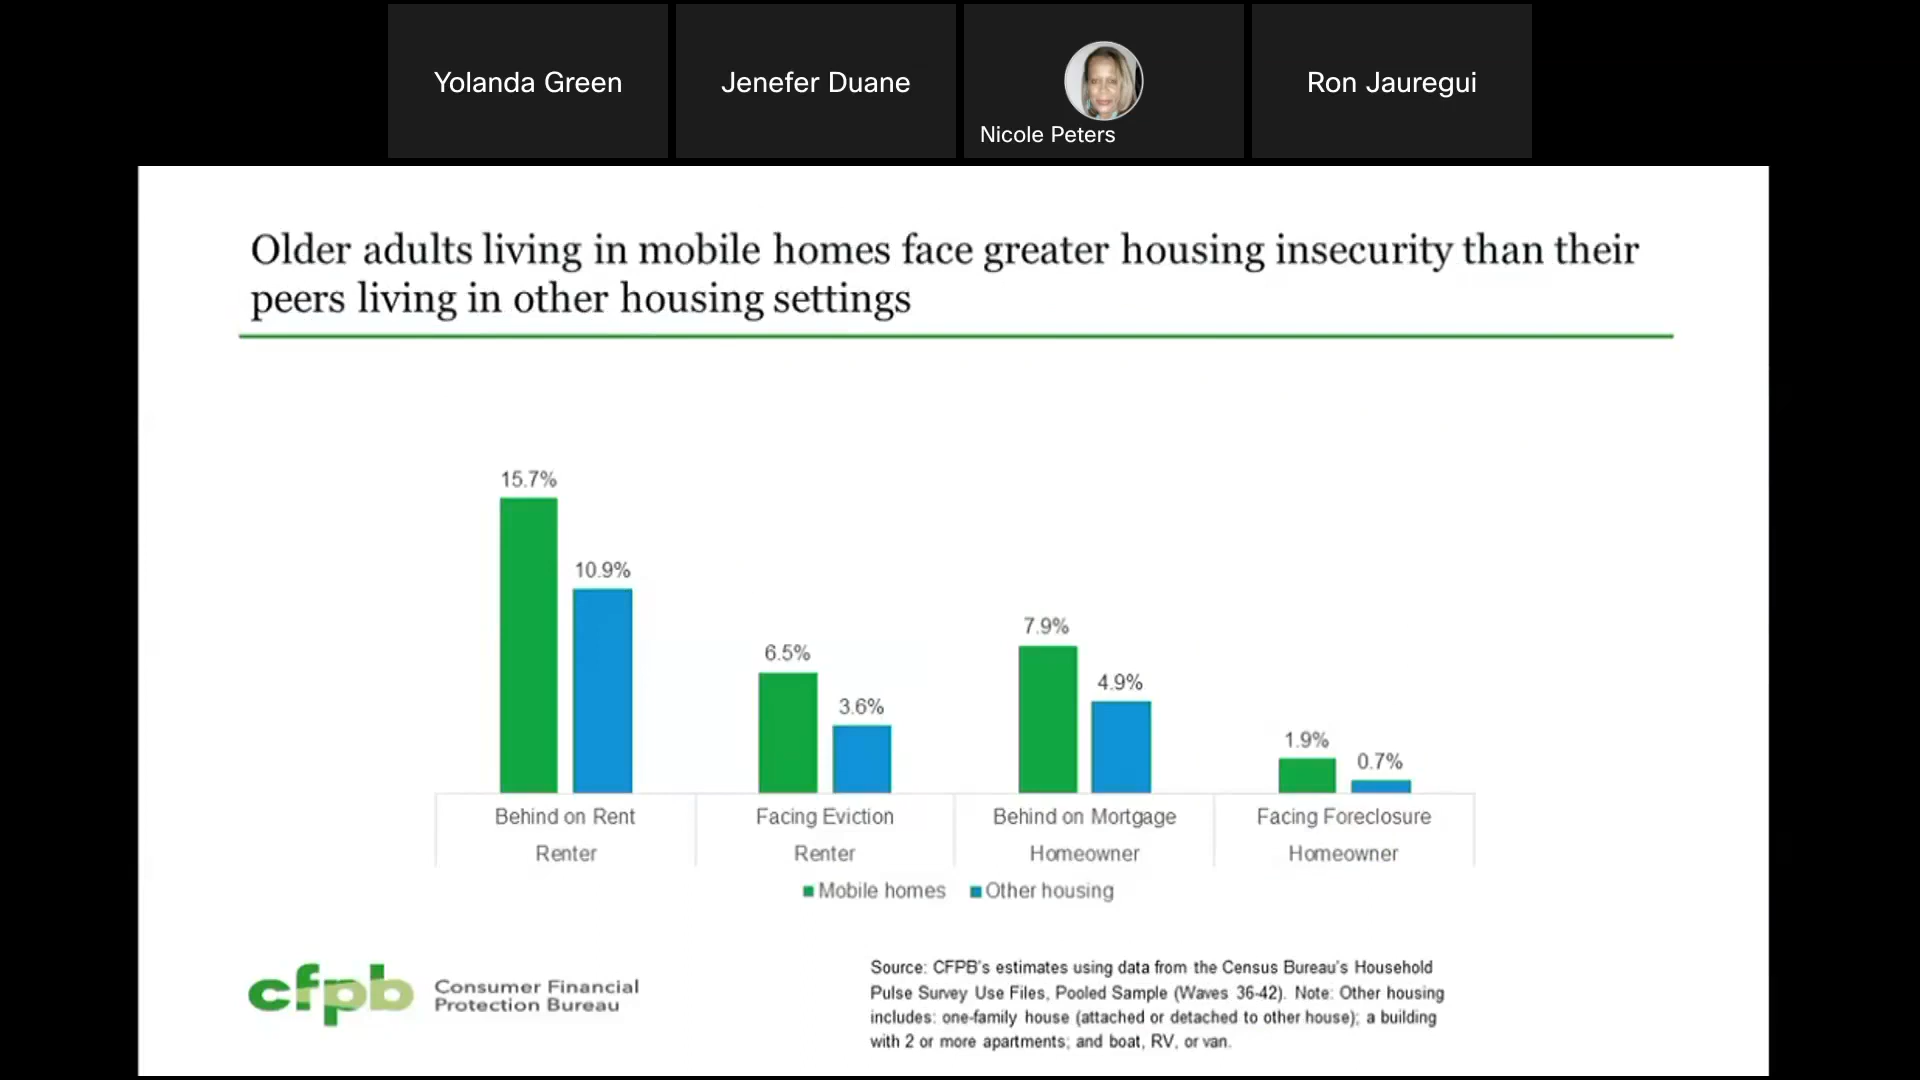 Yolanda Green
Jenefer Duane
Nicole Peters
Ron Jauregui
Older adults living in mobile homes face greater housing insecurity than their
peers living in other housing settings
15.7%
10.9%
6.5%
3.6%
7.9%
4.9%
1.9%
0.7%
Behind on Rent
Facing Eviction
Behind on Mortgage
Facing Foreclosure
Renter
Renter
Homeowner
Homeowner
Mobile homes
Other housing
cfpb
Consumer Financial
Protection Bureau
Source: CFPB's estimates using data from the Census Bureau's Household
Pulse Survey Use Files, Pooled Sample (Waves 36-42). Note: Other housing
includes: one-family house (attached or detached to other house); a building
with 2 or more apartments; and boat, RV, or van.